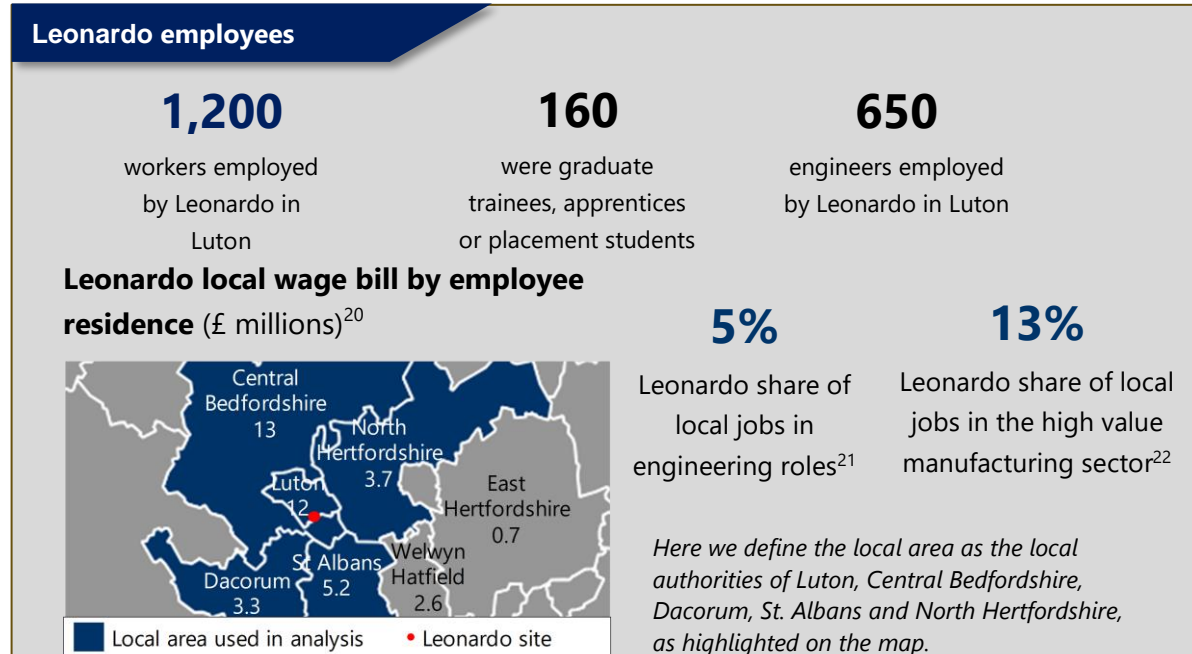 Leonardo employees
1,200
workers employed
by Leonardo in
Luton
160
were graduate
trainees, apprentices
or placement students
650
engineers employed
by Leonardo in Luton
Leonardo local wage bill by employee
residence (£ millions)20
Central
Bedfordshire
13
North
Hertfordshire
3.7
Luton
12
East
Hertfordshire
0.7
Welwyn
Hatfield
2.6
St Albans
5.2
Dacorum
3.3
Local area used in analysis
Leonardo site
5%
Leonardo share of
local jobs in
engineering roles21
13%
Leonardo share of local
jobs in the high value
manufacturing sector22
Here we define the local area as the local
authorities of Luton, Central Bedfordshire,
Dacorum, St. Albans and North Hertfordshire,
as highlighted on the map.